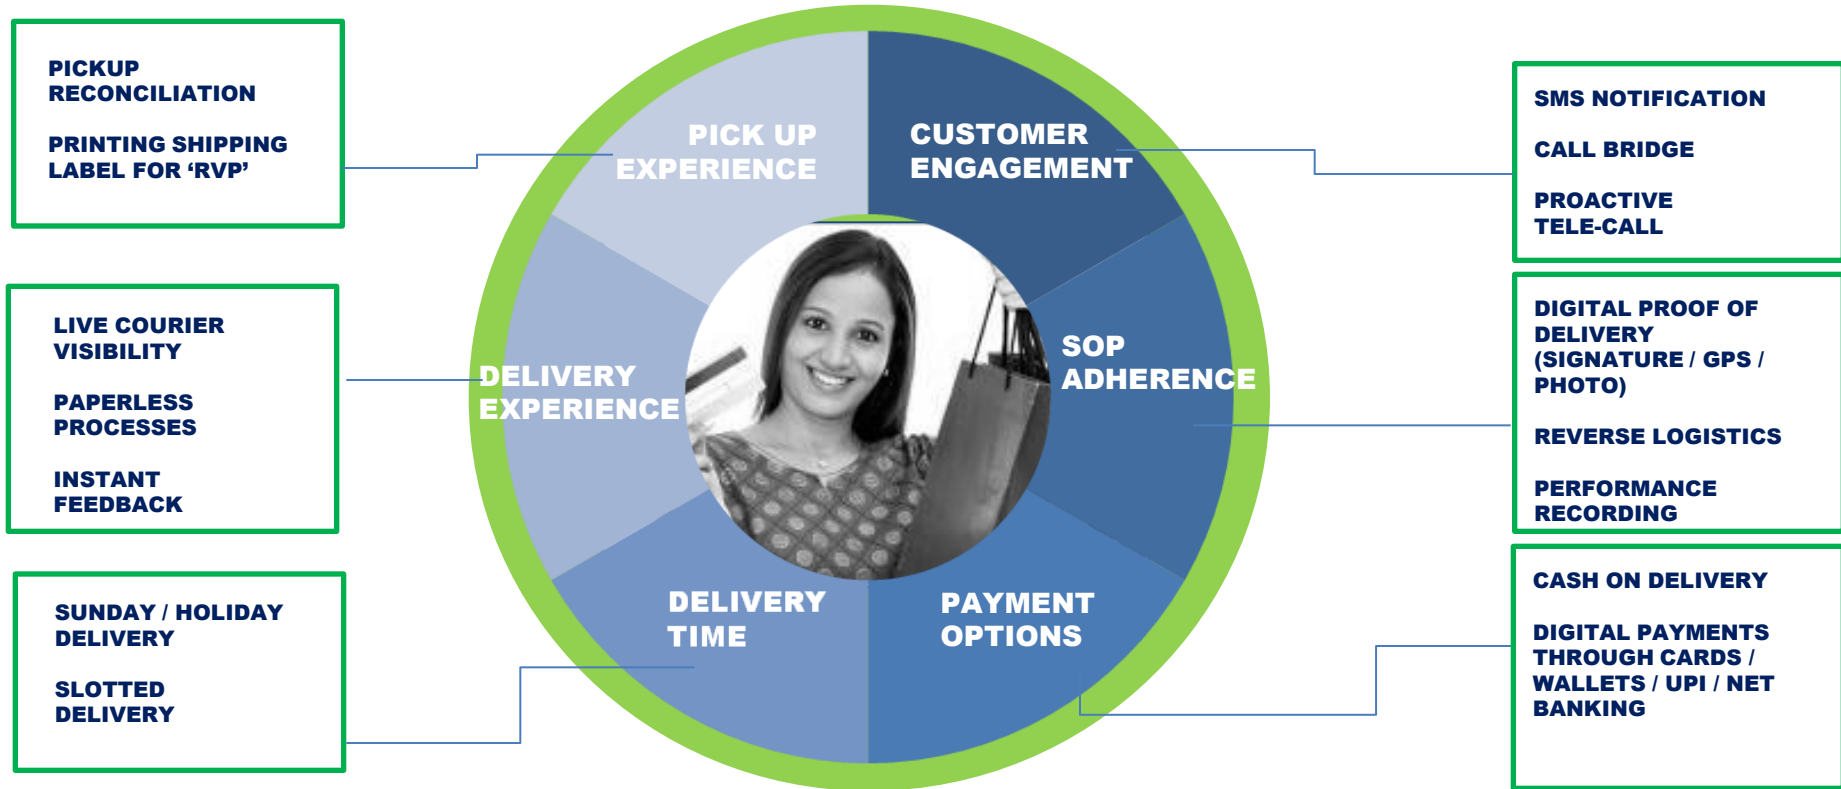 PICKUP
RECONCILIATION
PRINTING SHIPPING
LABEL FOR ‘RVP’
LIVE COURIER
VISIBILITY
PAPERLESS
PROCESSES
INSTANT
FEEDBACK
SUNDAY / HOLIDAY
DELIVERY
SLOTTED
DELIVERY
PICK UP
EXPERIENCE
CUSTOMER
ENGAGEMENT
DELIVERY
EXPERIENCE
SOP
ADHERENCE
DELIVERY
TIME
PAYMENT
OPTIONS
SMS NOTIFICATION
CALL BRIDGE
PROACTIVE
TELE-CALL
DIGITAL PROOF OF
DELIVERY
(SIGNATURE / GPS /
PHOTO)
REVERSE LOGISTICS
PERFORMANCE
RECORDING
CASH ON DELIVERY
DIGITAL PAYMENTS
THROUGH CARDS /
WALLETS / UPI / NET
BANKING